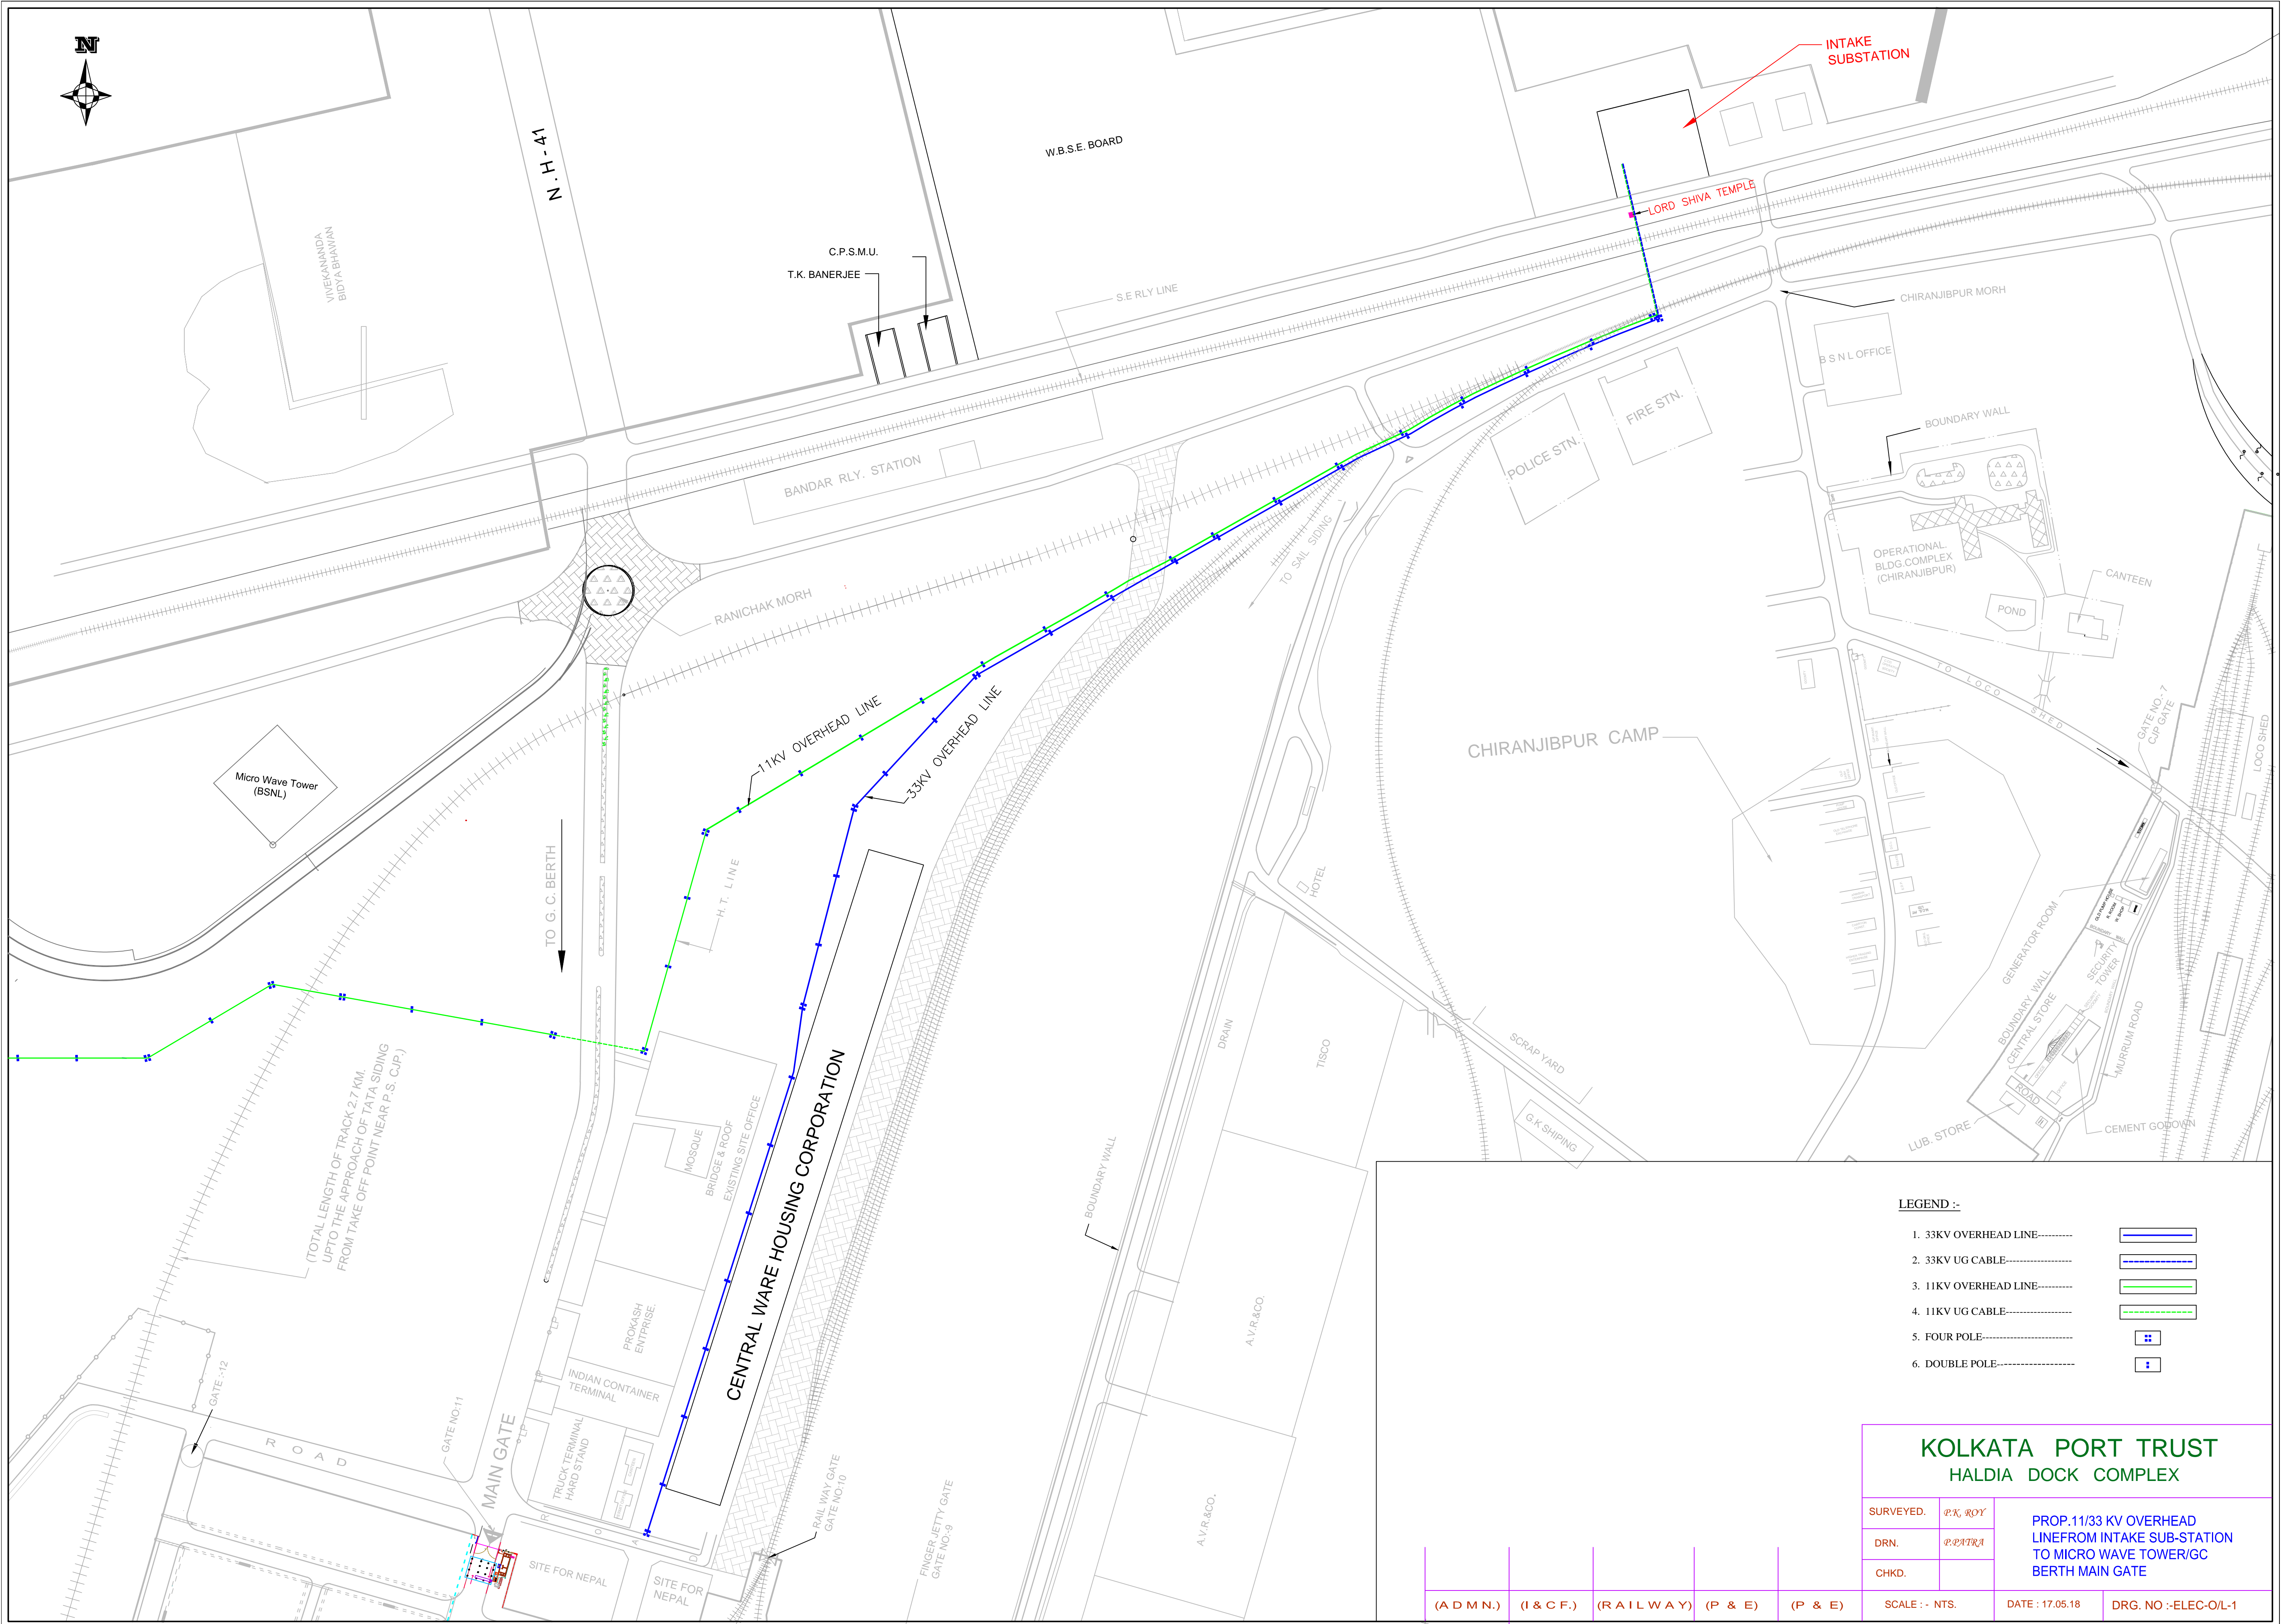 N
N . H - 41
W.B.S.E. BOARD
INTAKE
SUBSTATION
LORD SHIVA TEMPLE
VIVEKANANDA
BIDYA BHAWAN
C.P.S.M.U.
T.K. BANERJEE
S.E RLY LINE
CHIRANJIBPUR MORH
B S N L OFFICE
BOUNDARY WALL
FIRE STN.
POLICE STN.
BANDAR RLY. STATION
TO SAIL SIDING
OPERATIONAL.
BLDG.COMPLEX
(CHIRANJIBPUR)
CANTEEN
POND
RANICHAK MORH
TO LOCO SHED
GATE NO.- 7
CJP GATE
LOCO SHED
11KV OVERHEAD LINE
33KV OVERHEAD LINE
CHIRANJIBPUR CAMP
Micro Wave Tower
(BSNL)
TO G. C. BERTH
H. T. LINE
HOTEL
GENERATOR ROOM
OLD PUMP HOUSE
BOUNDARY WALL
SECURITY
TOWER
BOUNDARY WALL
CENTRAL STORE
MURRUM ROAD
ROAD
CEMENT GODOWN
LUB. STORE
DRAIN
TISCO
SCRAP YARD
G.K SHIPING
(TOTAL LENGTH OF TRACK 2.7 KM.
UPTO THE APPROACH OF TATA SIDING
FROM TAKE OFF POINT NEAR P.S. CJP.)
MOSQUE
BRIDGE & ROOF
EXISTING SITE OFFICE
CENTRAL WARE HOUSING CORPORATION
BOUNDARY WALL
A.V.R.&CO.
PROKASH
ENTPRISE.
LP
LP
LP
INDIAN CONTAINER
TERMINAL
GATE :-12
GATE NO:11
MAIN GATE
R O A D
TRUCK TERMINAL
HARD STAND
R O A D
RAIL WAY GATE
GATE NO:10
FINGER JETTY GATE
GATE NO:-9
A.V.R.&CO.
SITE FOR NEPAL
SITE FOR
NEPAL
LEGEND :-
1. 33KV OVERHEAD LINE----------
2. 33KV UG CABLE-------------------
3. 11KV OVERHEAD LINE----------
4. 11KV UG CABLE-------------------
5. FOUR POLE--------------------------
6. DOUBLE POLE-------------------
KOLKATA PORT TRUST
HALDIA DOCK COMPLEX
SURVEYED. P.K. ROY
DRN. P.PATRA
CHKD.
PROP.11/33 KV OVERHEAD
LINEFROM INTAKE SUB-STATION
TO MICRO WAVE TOWER/GC
BERTH MAIN GATE
(A D M N.) (I & C F.) (R A I L W A Y) (P & E) (P & E)
SCALE : - NTS. DATE : 17.05.18 DRG. NO :-ELEC-O/L-1